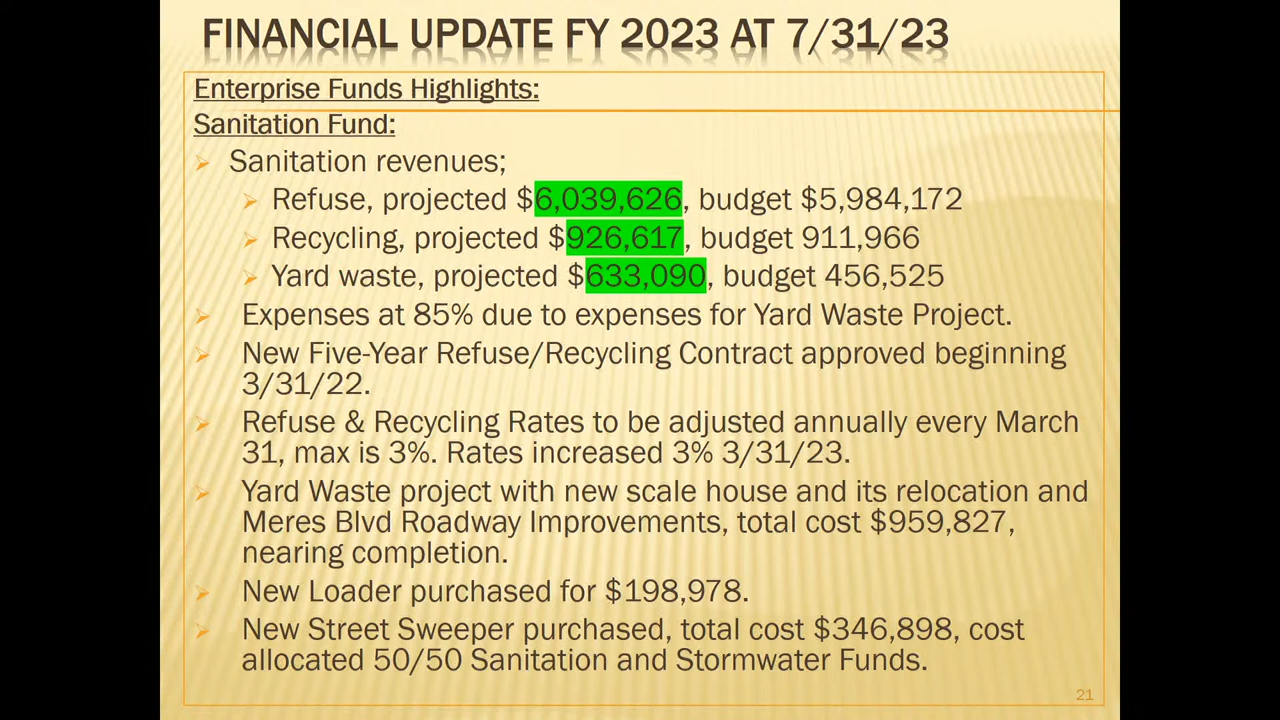 FINANCIAL UPDATE FY 2023 AT 7/31/23
Enterprise Funds Highlights:
Sanitation Fund:
Sanitation revenues;
Refuse, projected $6,039,626, budget $5,984,172
Recycling, projected $926,617, budget 911,966
Yard waste, projected $633,090, budget 456,525
Expenses at 85% due to expenses for Yard Waste Project.
New Five-Year Refuse/Recycling Contract approved beginning
3/31/22.
Refuse & Recycling Rates to be adjusted annually every March
31, max is 3%. Rates increased 3% 3/31/23.
Yard Waste project with new scale house and its relocation and
Meres Blvd Roadway Improvements, total cost $959,827,
nearing completion.
New Loader purchased for $198,978.
New Street Sweeper purchased, total cost $346,898, cost
allocated 50/50 Sanitation and Stormwater Funds.
21